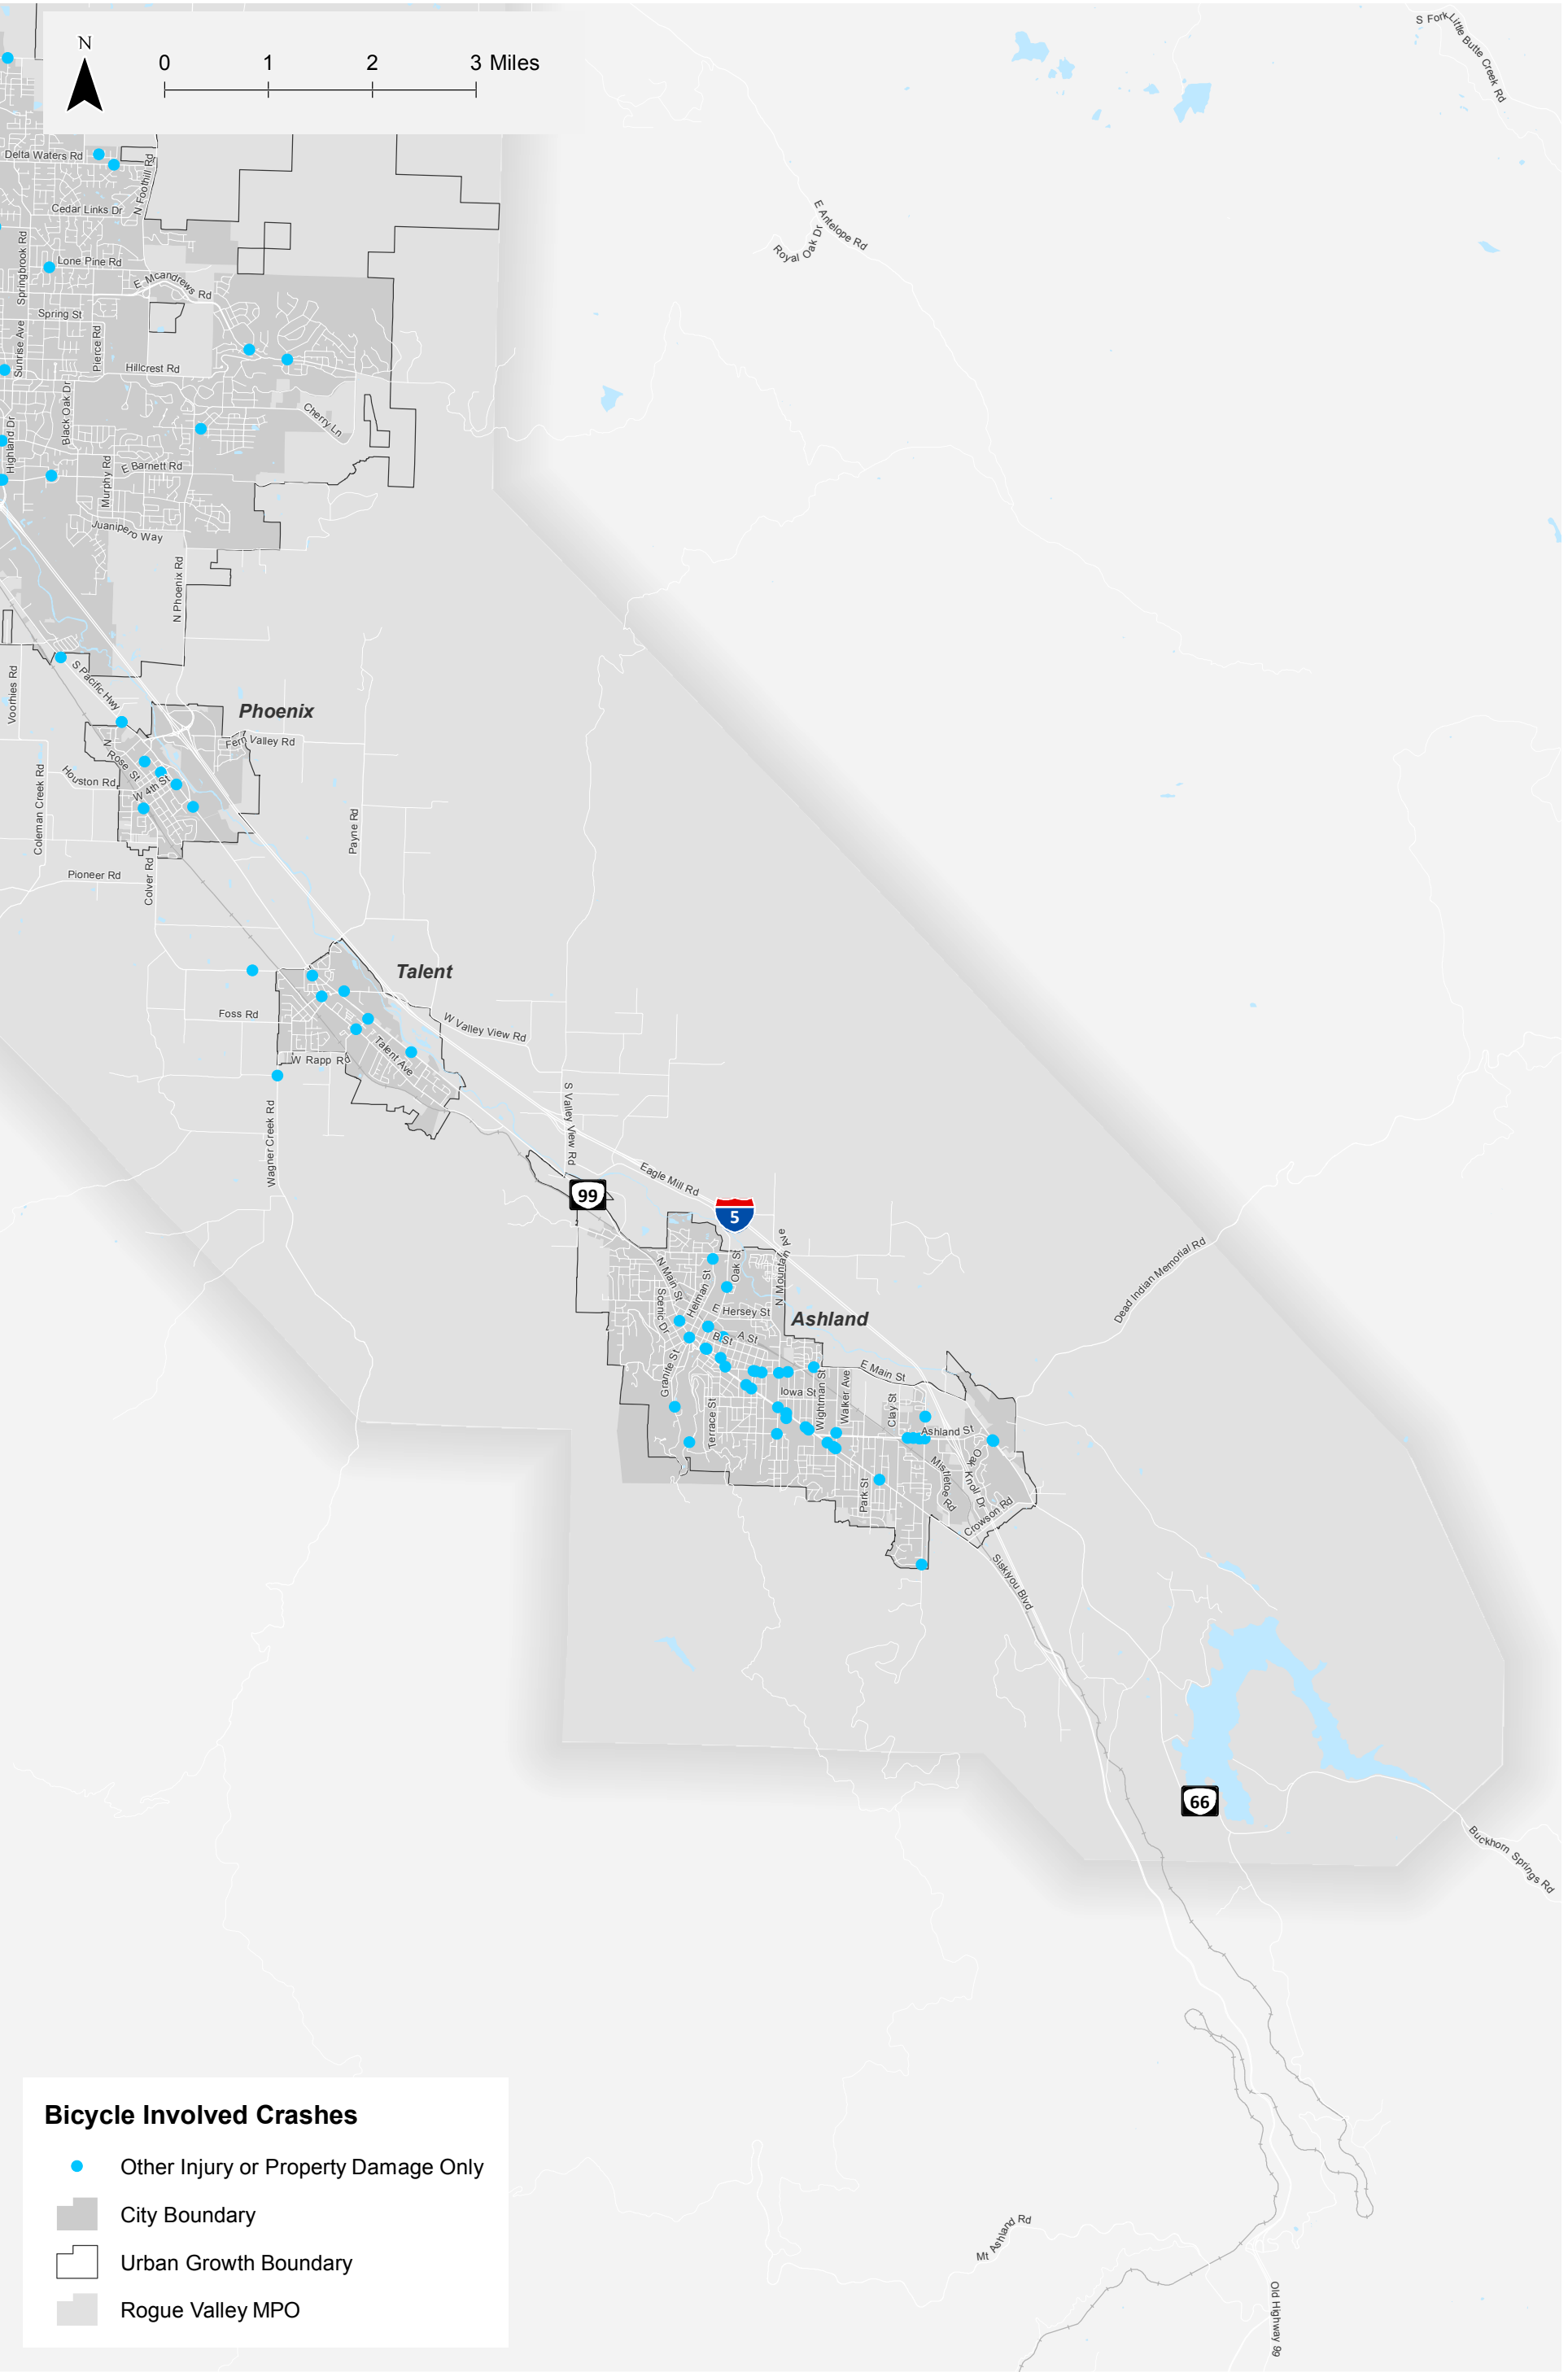 N
0 1 2 3 Miles
S Fork Little Butte Creek Rd
Delta Waters Rd
N Foothill Rd
Cedar Links Dr
E Antelope Rd
Royal Oak Dr
Springbrook Rd
Lone Pine Rd
E Mcandrews Rd
Spring St
Sunrise Ave
Pierce Rd
Hillcrest Rd
Black Oak Dr
Cherry Ln
Highland Dr
E Barnett Rd
Murphy Rd
Juanipero Way
N Phoenix Rd
Voorhies Rd
S Pacific Hwy
Phoenix
Fern Valley Rd
N Rose St
Houston Rd
W 4th St
Coleman Creek Rd
Payne Rd
Pioneer Rd
Colver Rd
Talent
Foss Rd
W Valley View Rd
W Rapp Rd
Talent Ave
Wagner Creek Rd
S Valley View Rd
Eagle Mill Rd
99
5
N Mountain Ave
Oak St
N Main St
Helman St
Scenic Dr
E Hersey St
Ashland
Dead Indian Memorial Rd
A St
B St
Granite St
E Main St
Iowa St
Wightman St
Walker Ave
Clay St
Terrace St
Ashland St
Mistletoe Rd
Oak Knoll Dr
Park St
Crowson Rd
Siskiyou Blvd
66
Buckhorn Springs Rd
Mt Ashland Rd
Old Highway 99
Bicycle Involved Crashes
Other Injury or Property Damage Only
City Boundary
Urban Growth Boundary
Rogue Valley MPO